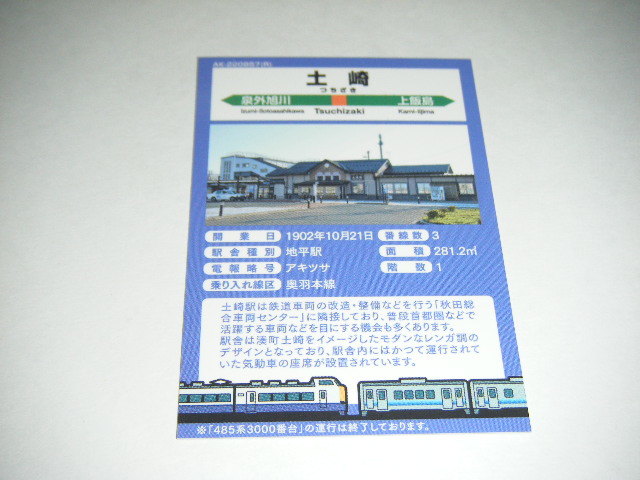 AK-220957(R)
土崎
つちざき
泉外旭川 上飯島
Izumi-Sotoasahikawa Tsuchizaki Kami-Iijima
開業日 1902年10月21日 番線数 3
駅舎種別 地平駅 面積 281.2㎡
電報略号 アキツサ 階数 1
乗り入れ線区 奥羽本線
土崎駅は鉄道車両の改造・整備などを行う「秋田総
合車両センター」に隣接しており、普段首都圏などで
活躍する車両などを目にする機会も多くあります。
駅舎は湊町土崎をイメージしたモダンなレンガ調の
デザインとなっており、駅舎内にはかつて運行されて
いた気動車の座席が設置されています。
※「485系3000番台」の運行は終了しております。